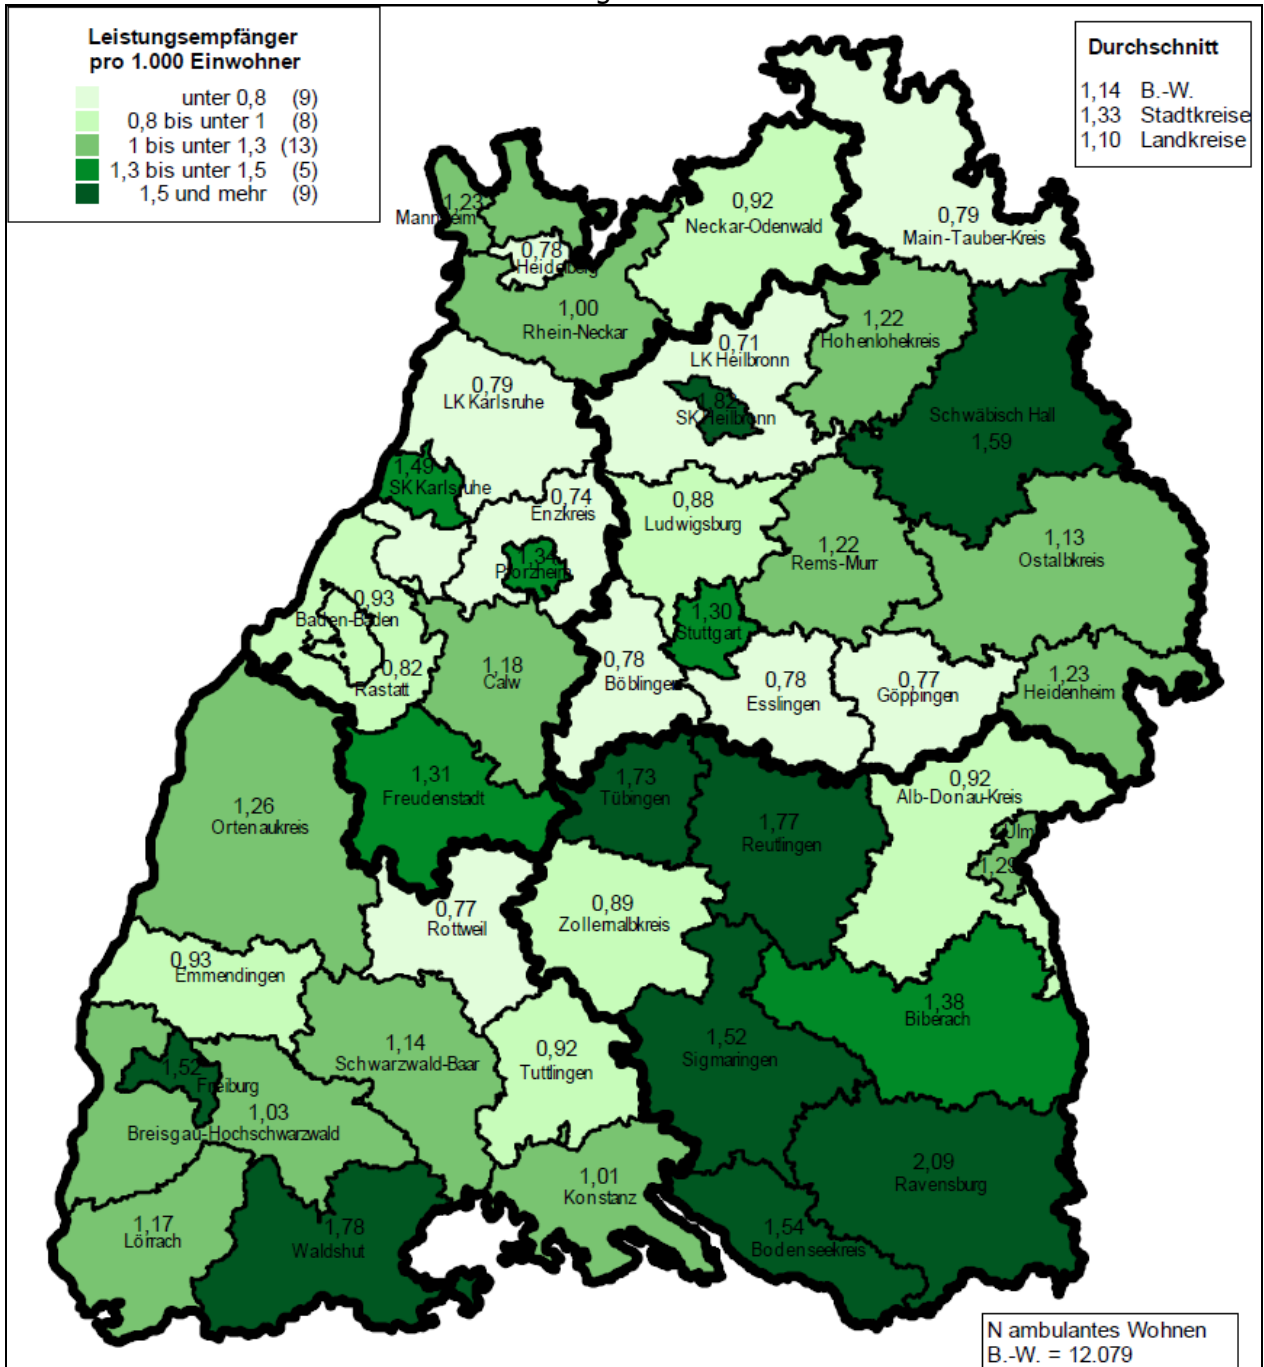 Leistungsempfänger
pro 1.000 Einwohner
unter 0,8 (9)
0,8 bis unter 1 (8)
1 bis unter 1,3 (13)
1,3 bis unter 1,5 (5)
1,5 und mehr (9)
Durchschnitt
1,14 B.-W.
1,33 Stadtkreise
1,10 Landkreise
1,23
Mannheim
0,78
Heidelberg
1,00
Rhein-Neckar
0,92
Neckar-Odenwald
0,79
Main-Tauber-Kreis
1,22
Hohenlohekreis
0,71
LK Heilbronn
1,82
SK Heilbronn
Schwäbisch Hall
1,59
0,79
LK Karlsruhe
1,49
SK Karlsruhe
0,74
Enzkreis
1,34
Pforzheim
0,88
Ludwigsburg
1,22
Rems-Murr
1,13
Ostalbkreis
0,93
Baden-Baden
0,82
Rastatt
1,18
Calw
0,78
Böblingen
1,30
Stuttgart
0,78
Esslingen
0,77
Göppingen
1,23
Heidenheim
1,26
Ortenaukreis
1,31
Freudenstadt
1,73
Tübingen
1,77
Reutlingen
0,92
Alb-Donau-Kreis
Ulm
1,29
0,77
Rottweil
0,89
Zollernalbkreis
0,93
Emmendingen
1,38
Biberach
1,14
Schwarzwald-Baar
0,92
Tuttlingen
1,52
Sigmaringen
1,52
Freiburg
1,03
Breisgau-Hochschwarzwald
1,17
Lörrach
1,78
Waldshut
1,01
Konstanz
1,54
Bodenseekreis
2,09
Ravensburg
N ambulantes Wohnen
B.-W. = 12.079